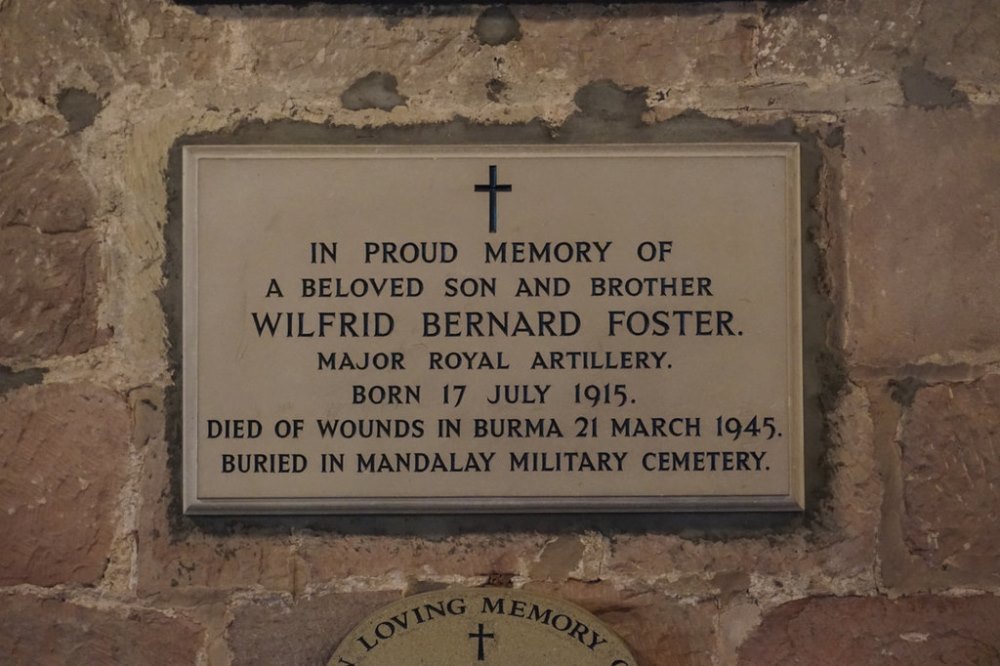 IN PROUD MEMORY OF
A BELOVED SON AND BROTHER
WILFRID BERNARD FOSTER.
MAJOR ROYAL ARTILLERY.
BORN 17 JULY 1915.
DIED OF WOUNDS IN BURMA 21 MARCH 1945.
BURIED IN MANDALAY MILITARY CEMETERY.
LOVING MEMORY